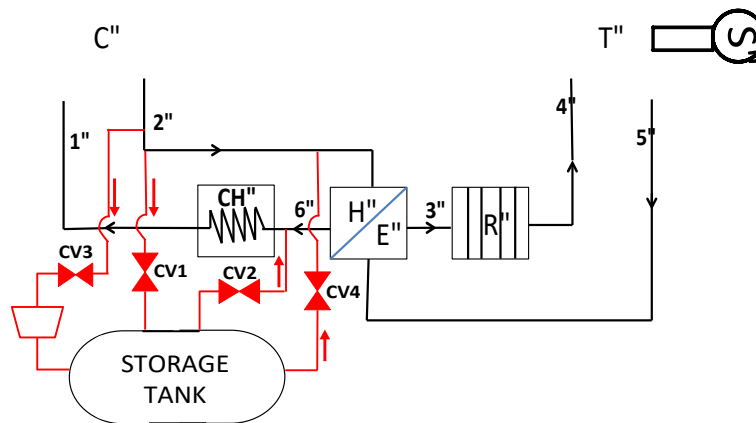 C"
T"
1"
2"
4"
5"
CH"
6"
H"
E"
3"
R"
CV3
CV1
CV2
CV4
STORAGE
TANK